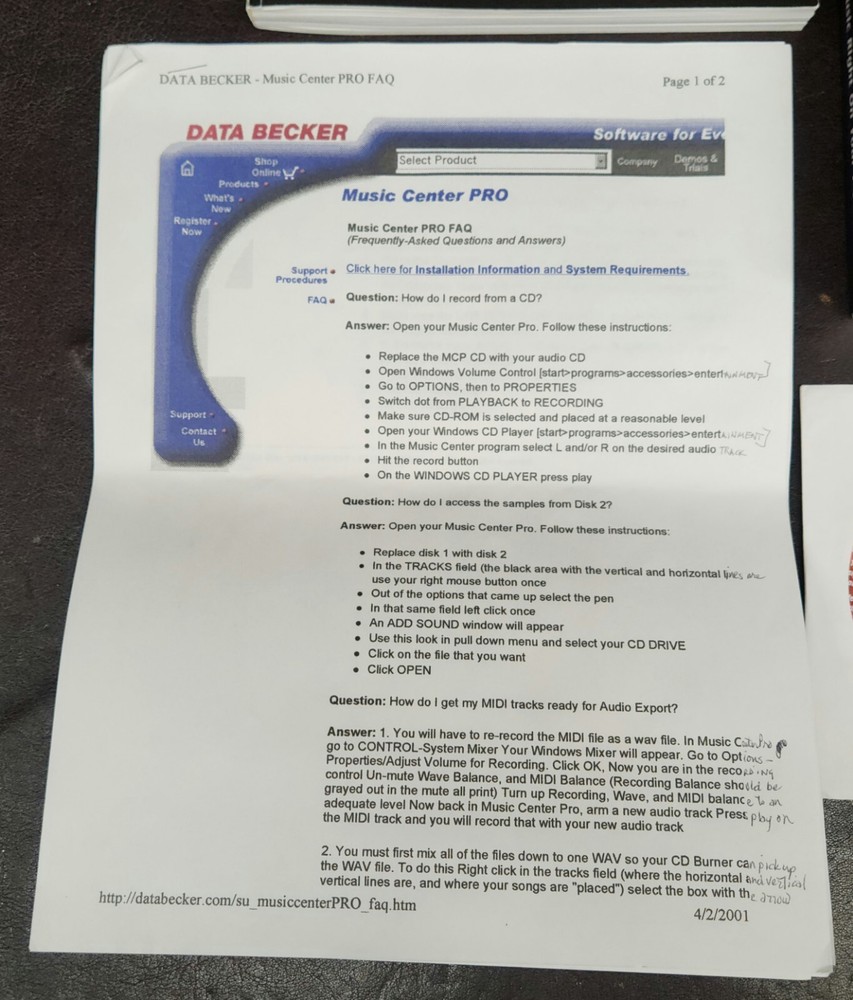 DATA BECKER - Music Center PRO FAQ
Page 1 of 2
DATA BECKER
Software for Eve
Select Product
Company
Demos &
Trials
Shop
Online
Products
What's
New
Register
Now
Support
Procedures
FAQ
Support
Contact
Us
Music Center PRO
Music Center PRO FAQ
(Frequently-Asked Questions and Answers)
Click here for Installation Information and System Requirements.
Question: How do I record from a CD?
Answer: Open your Music Center Pro. Follow these instructions:
• Replace the MCP CD with your audio CD
• Open Windows Volume Control [start>programs>accessories>entertAINMENT]
• Go to OPTIONS, then to PROPERTIES
• Switch dot from PLAYBACK to RECORDING
• Make sure CD-ROM is selected and placed at a reasonable level
• Open your Windows CD Player [start>programs>accessories>entertAINMENT]
• In the Music Center program select L and/or R on the desired audio TRACK
• Hit the record button
• On the WINDOWS CD PLAYER press play
Question: How do I access the samples from Disk 2?
Answer: Open your Music Center Pro. Follow these instructions:
• Replace disk 1 with disk 2
• In the TRACKS field (the black area with the vertical and horizontal lines
use your right mouse button once
• Out of the options that came up select the pen
• In that same field left click once
• An ADD SOUND window will appear
• Use this look in pull down menu and select your CD DRIVE
• Click on the file that you want
• Click OPEN
Question: How do I get my MIDI tracks ready for Audio Export?
Answer: 1. You will have to re-record the MIDI file as a wav file. In Music
go to CONTROL-System Mixer Your Windows Mixer will appear. Go to Options -
Properties/Adjust Volume for Recording. Click OK, Now you are in the recording
control Un-mute Wave Balance, and MIDI Balance (Recording Balance should be
grayed out in the mute all print) Turn up Recording, Wave, and MIDI balance to an
adequate level Now back in Music Center Pro, arm a new audio track Press play on
the MIDI track and you will record that with your new audio track
2. You must first mix all of the files down to one WAV so your CD Burner can pick up
the WAV file. To do this Right click in the tracks field (where the horizontal and vertical
vertical lines are, and where your songs are "placed") select the box with the arrow
http://databecker.com/su_musiccenterPRO_faq.htm
4/2/2001